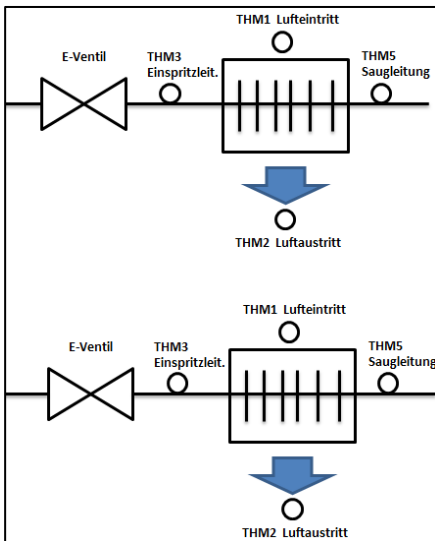 THM1 Lufteintritt
E-Ventil
THM3
Einspritzleit.
THM5
Saugleitung
THM2 Luftaustritt
THM1 Lufteintritt
E-Ventil
THM3
Einspritzleit.
THM5
Saugleitung
THM2 Luftaustritt